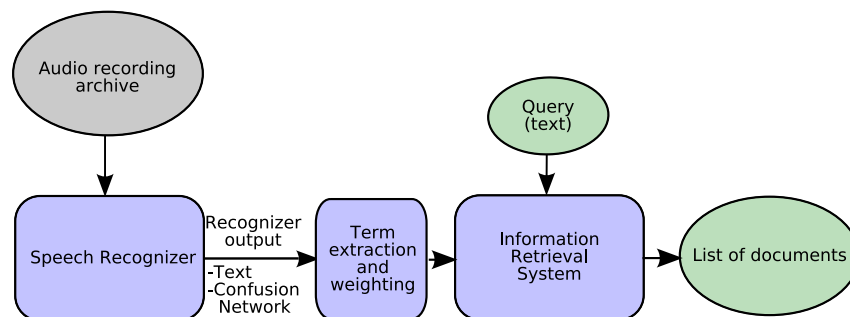 Audio recording
archive
Query
(text)
Speech Recognizer
Recognizer
output
-Text
-Confusion
Network
Term
extraction
and
weighting
Information
Retrieval
System
List of documents